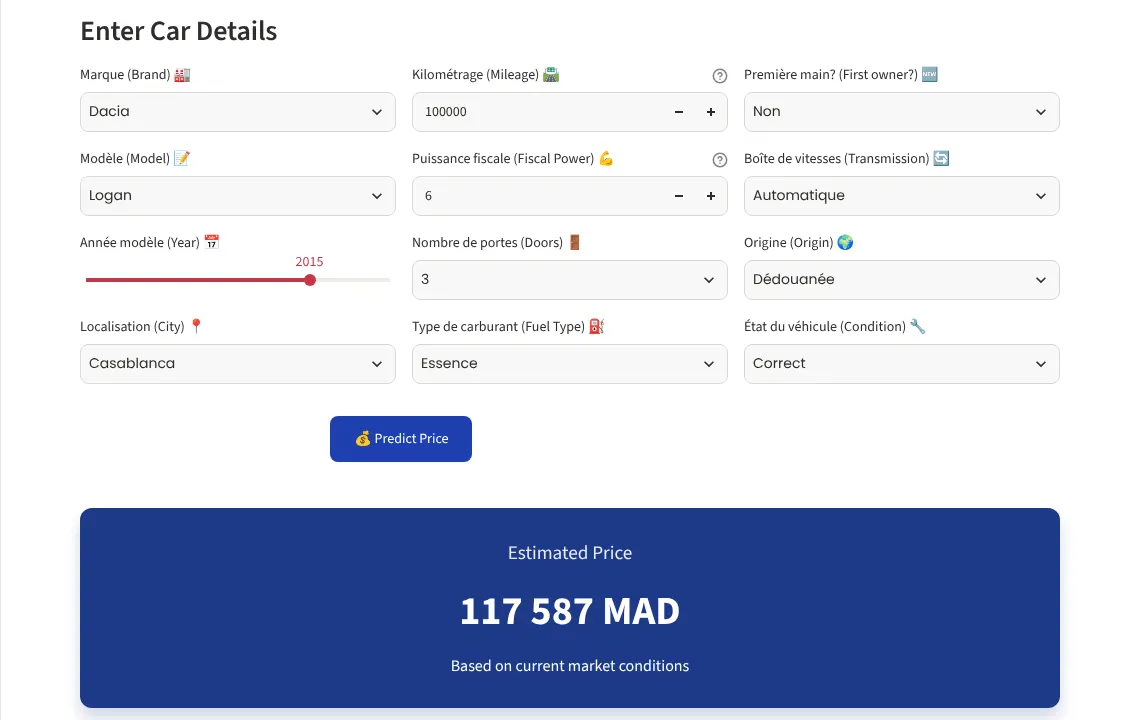 Enter Car Details
Marque (Brand) 🏭
Dacia
Kilométrage (Mileage) 🛣️
100000
Première main? (First owner?) 🆕
Non
Modèle (Model) 📝
Logan
Puissance fiscale (Fiscal Power) 💪
6
Boîte de vitesses (Transmission) 🔄
Automatique
Année modèle (Year) 📅
2015
Nombre de portes (Doors) 🚪
3
Origine (Origin) 🌍
Dédouanée
Localisation (City) 📍
Casablanca
Type de carburant (Fuel Type) ⛽
Essence
État du véhicule (Condition) 🔧
Correct
💰 Predict Price
Estimated Price
117 587 MAD
Based on current market conditions